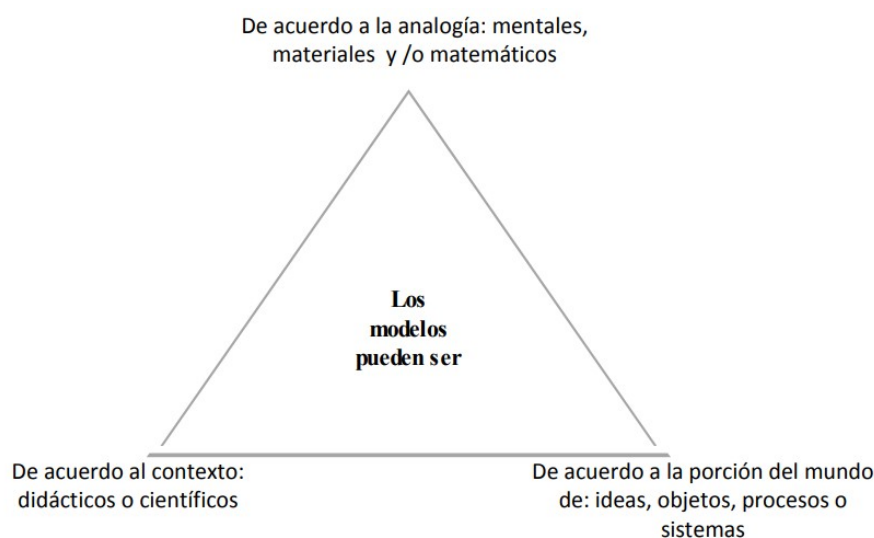 De acuerdo a la analogía: mentales,
materiales y /o matemáticos
Los
modelos
pueden ser
De acuerdo al contexto:
didácticos o científicos
De acuerdo a la porción del mundo
de: ideas, objetos, procesos o
sistemas